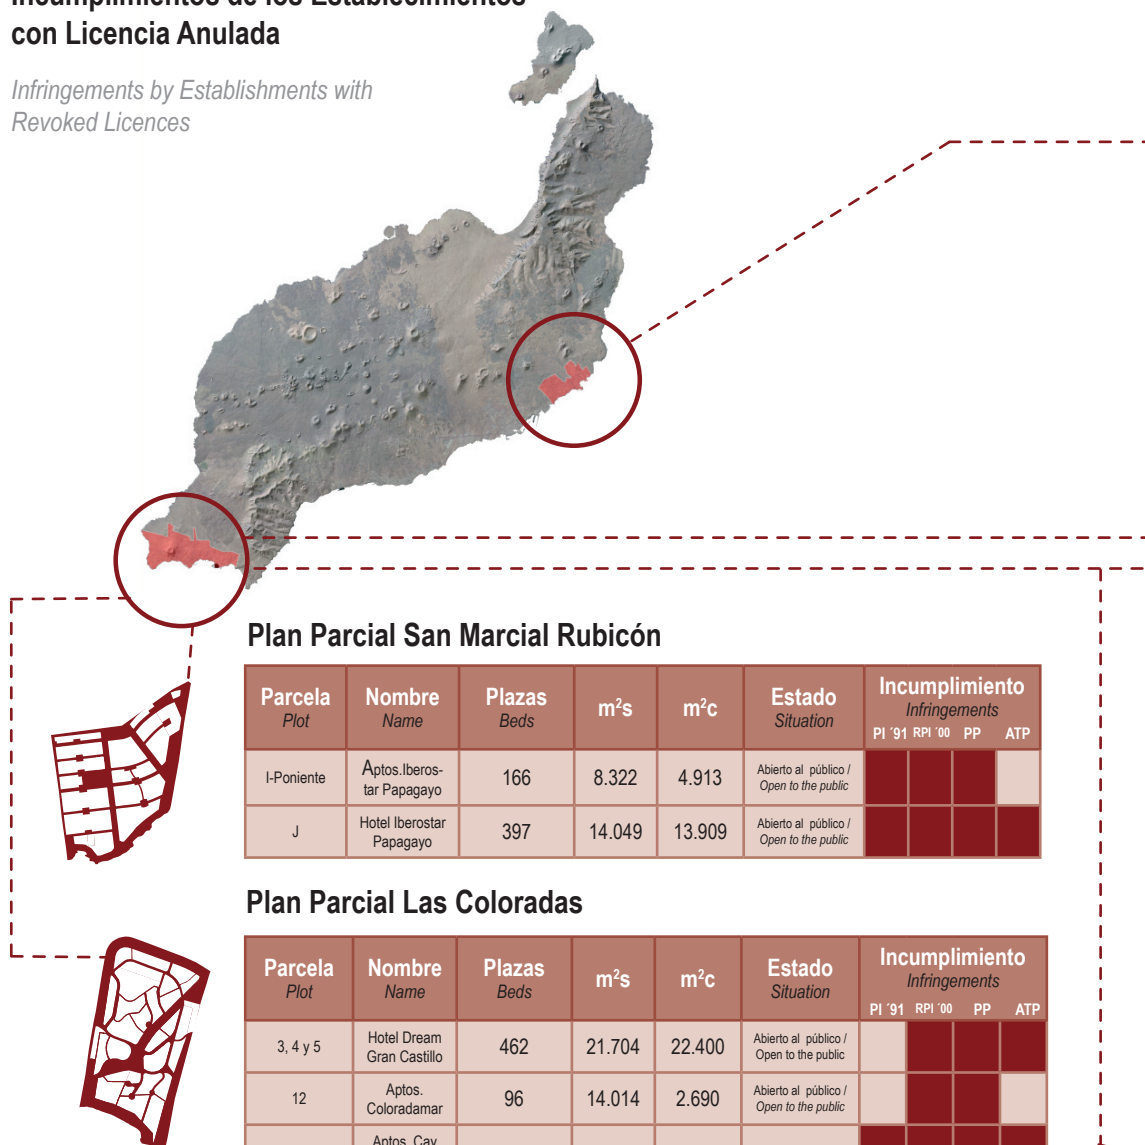 Incumplimientos de los Establecimientos
con Licencia Anulada
Infringements by Establishments with
Revoked Licences
Plan Parcial San Marcial Rubicón
Parcela Nombre Plazas m²s m²c Estado Incumplimiento
Plot Name Beds Situation Infringements
PI ´91 RPI ´00 PP ATP
I-Poniente Aptos.Iberos- 166 8.322 4.913 Abierto al público /
tar Papagayo Open to the public
J Hotel Iberostar 397 14.049 13.909 Abierto al público /
Papagayo Open to the public
Plan Parcial Las Coloradas
Parcela Nombre Plazas m²s m²c Estado Incumplimiento
Plot Name Beds Situation Infringements
PI ´91 RPI ´00 PP ATP
3, 4 y 5 Hotel Dream 462 21.704 22.400 Abierto al público /
Gran Castillo Open to the public
12 Aptos. 96 14.014 2.690 Abierto al público /
Coloradamar Open to the public
Aptos. Cay